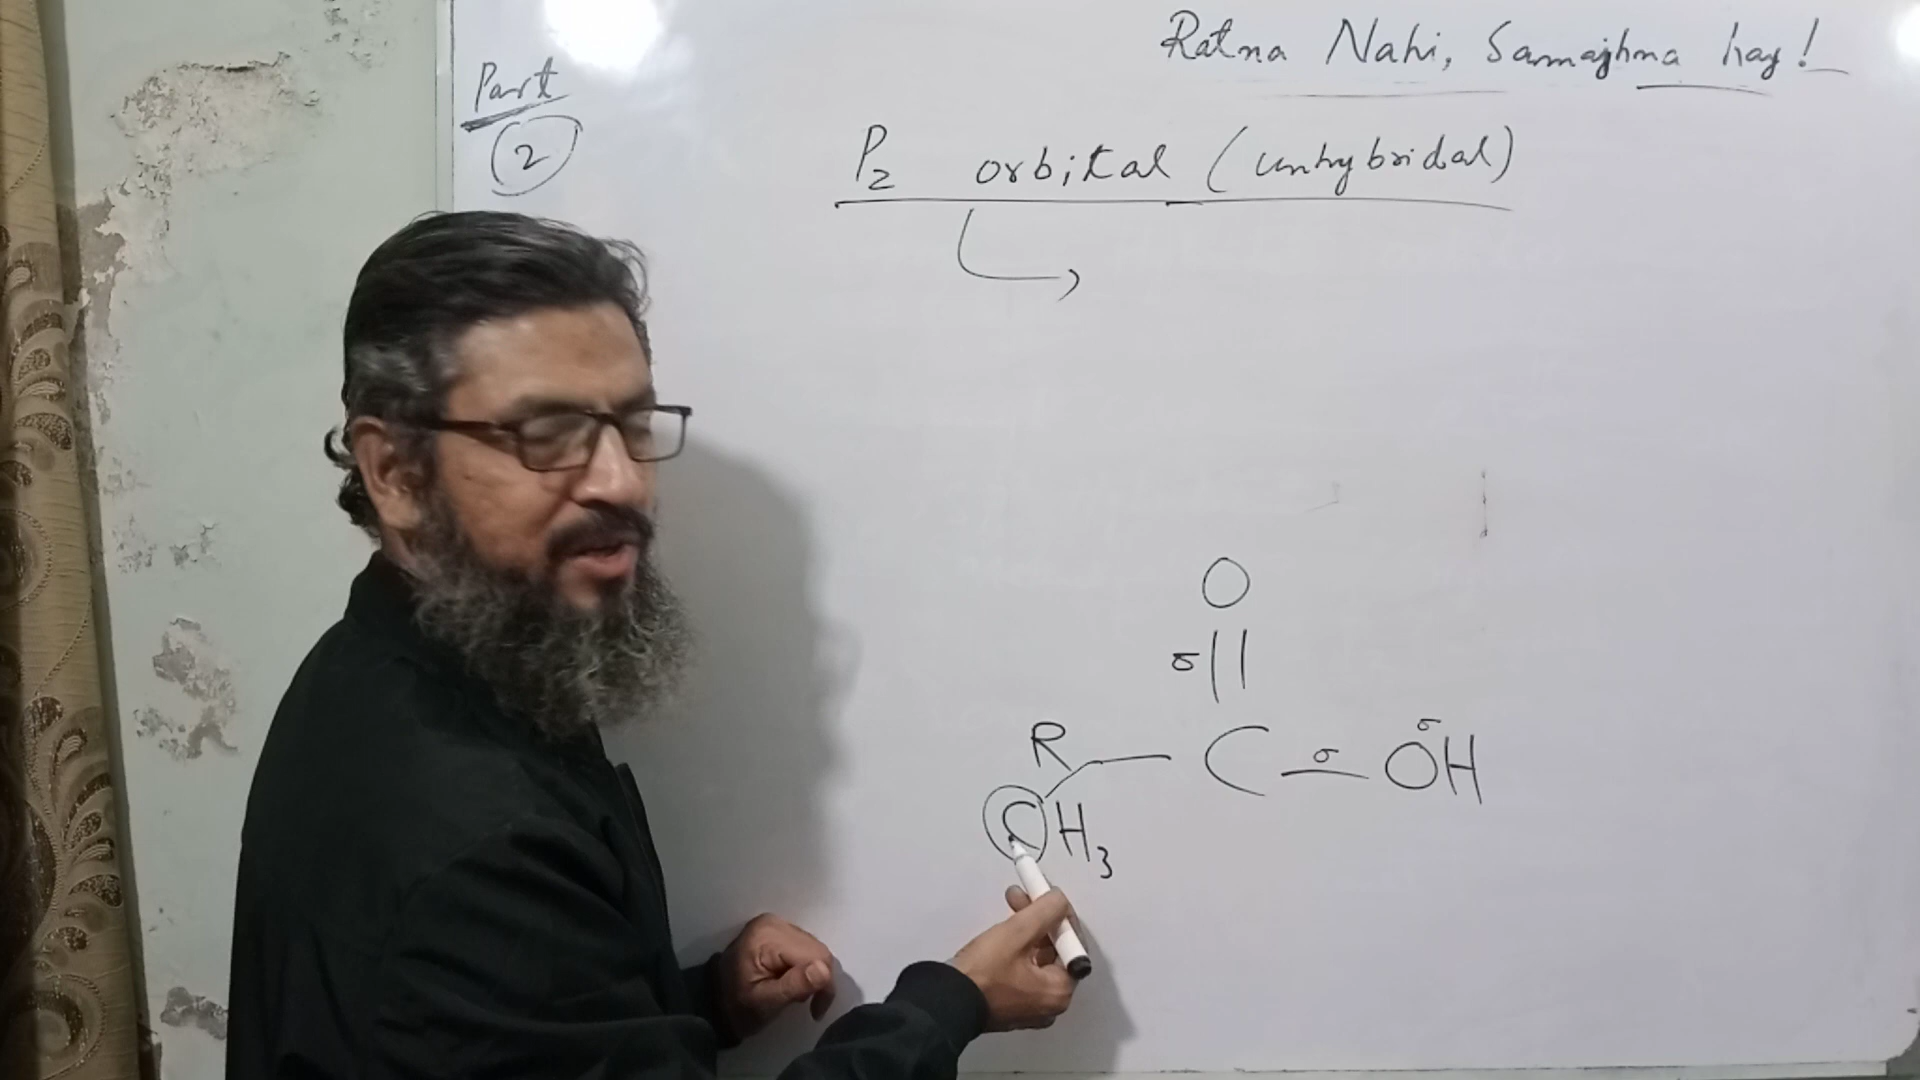 Ratna Nahi, Samajhna hay!
Part
2
Pz orbital (unhybridal)
O
σ ||
R — C — σ OH σ
CH3